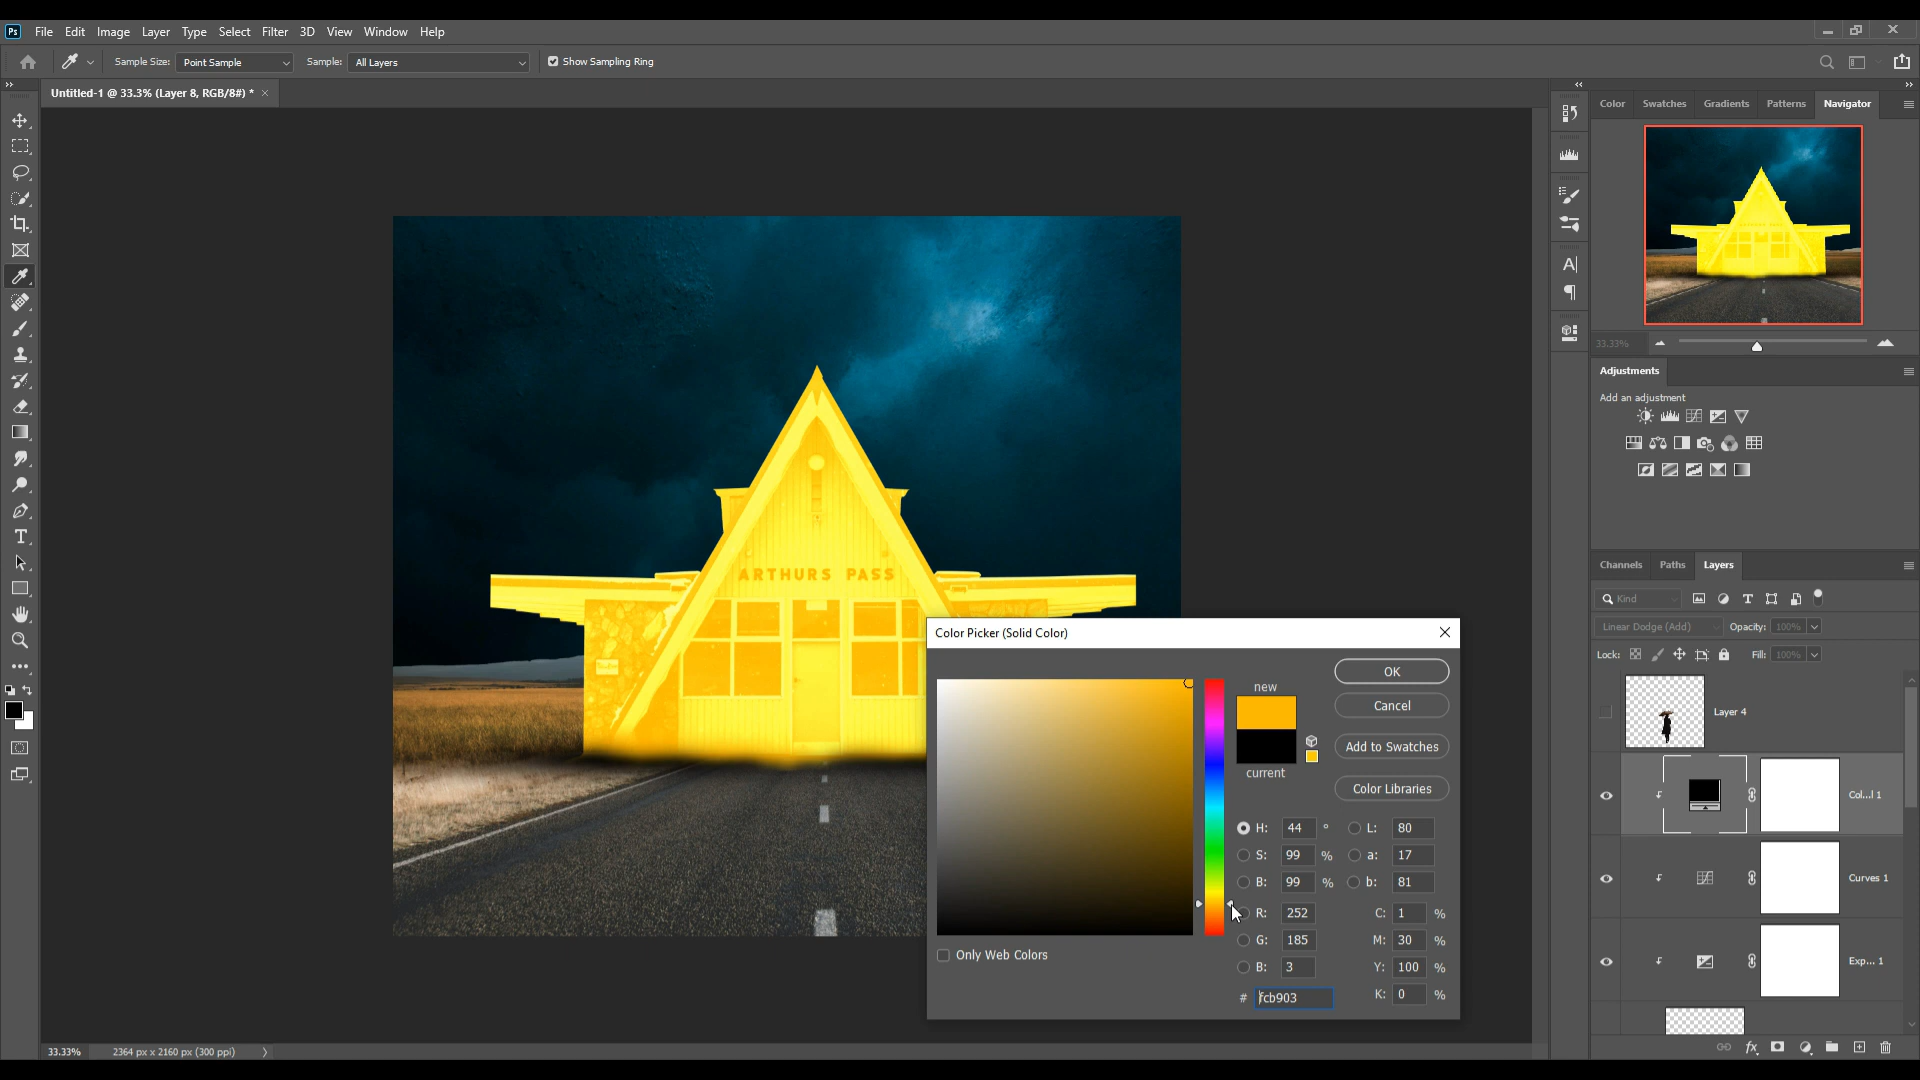 Ps File Edit Image Layer Type Select Filter 3D View Window Help
Sample Size: Point Sample Sample: All Layers Show Sampling Ring
Untitled-1 @ 33.3% (Layer 8, RGB/8#) *
Color Swatches Gradients Patterns Navigator
33.33%
Adjustments
Add an adjustment
ARTHURS PASS
Channels Paths Layers
Kind
Linear Dodge (Add) Opacity: 100%
Lock: Fill: 100%
Layer 4
Col...l 1
Curves 1
Exp... 1
Color Picker (Solid Color)
new
current
OK
Cancel
Add to Swatches
Color Libraries
H: 44 ° L: 80
S: 99 % a: 17
B: 99 % b: 81
R: 252 C: 1 %
G: 185 M: 30 %
B: 3 Y: 100 %
# fcb903 K: 0 %
Only Web Colors
33.33% 2364 px x 2160 px (300 ppi)